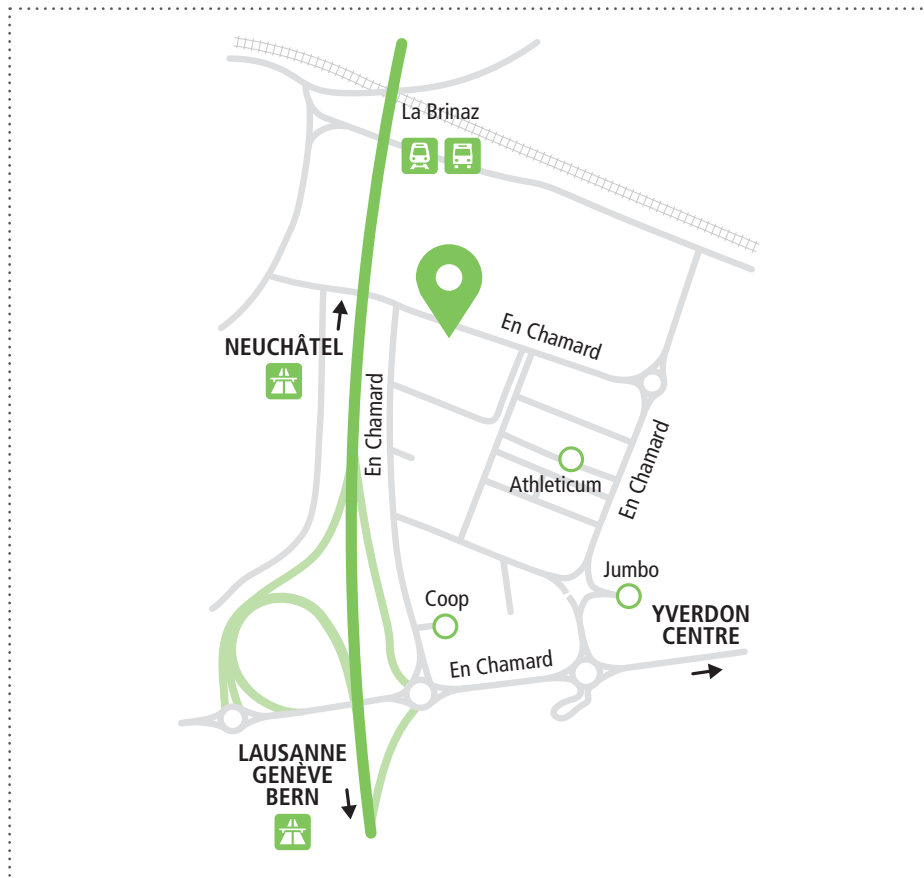 La Brinaz
En Chamard
NEUCHÂTEL
En Chamard
En Chamard
Athleticum
Jumbo
Coop
YVERDON
CENTRE
En Chamard
LAUSANNE
GENÈVE
BERN